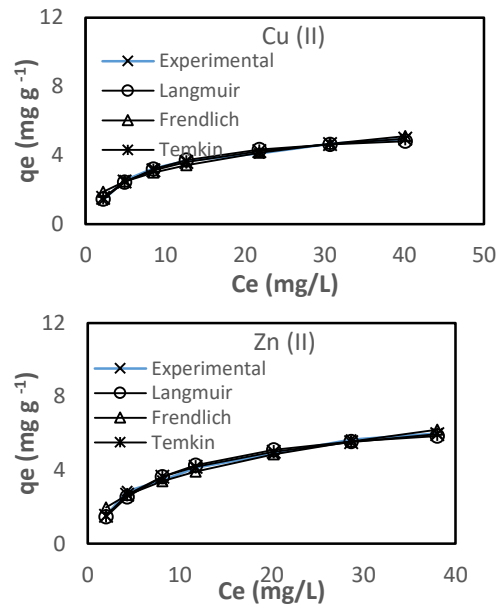 12
Cu (II)
Experimental
8
Langmuir
Frendlich
4
Temkin
0
qe (mg g -1)
0 10 20 30 40 50
Ce (mg/L)
12
Zn (II)
Experimental
Langmuir
8
Frendlich
Temkin
4
0
qe (mg g -1)
0 10 20 30 40
Ce (mg/L)